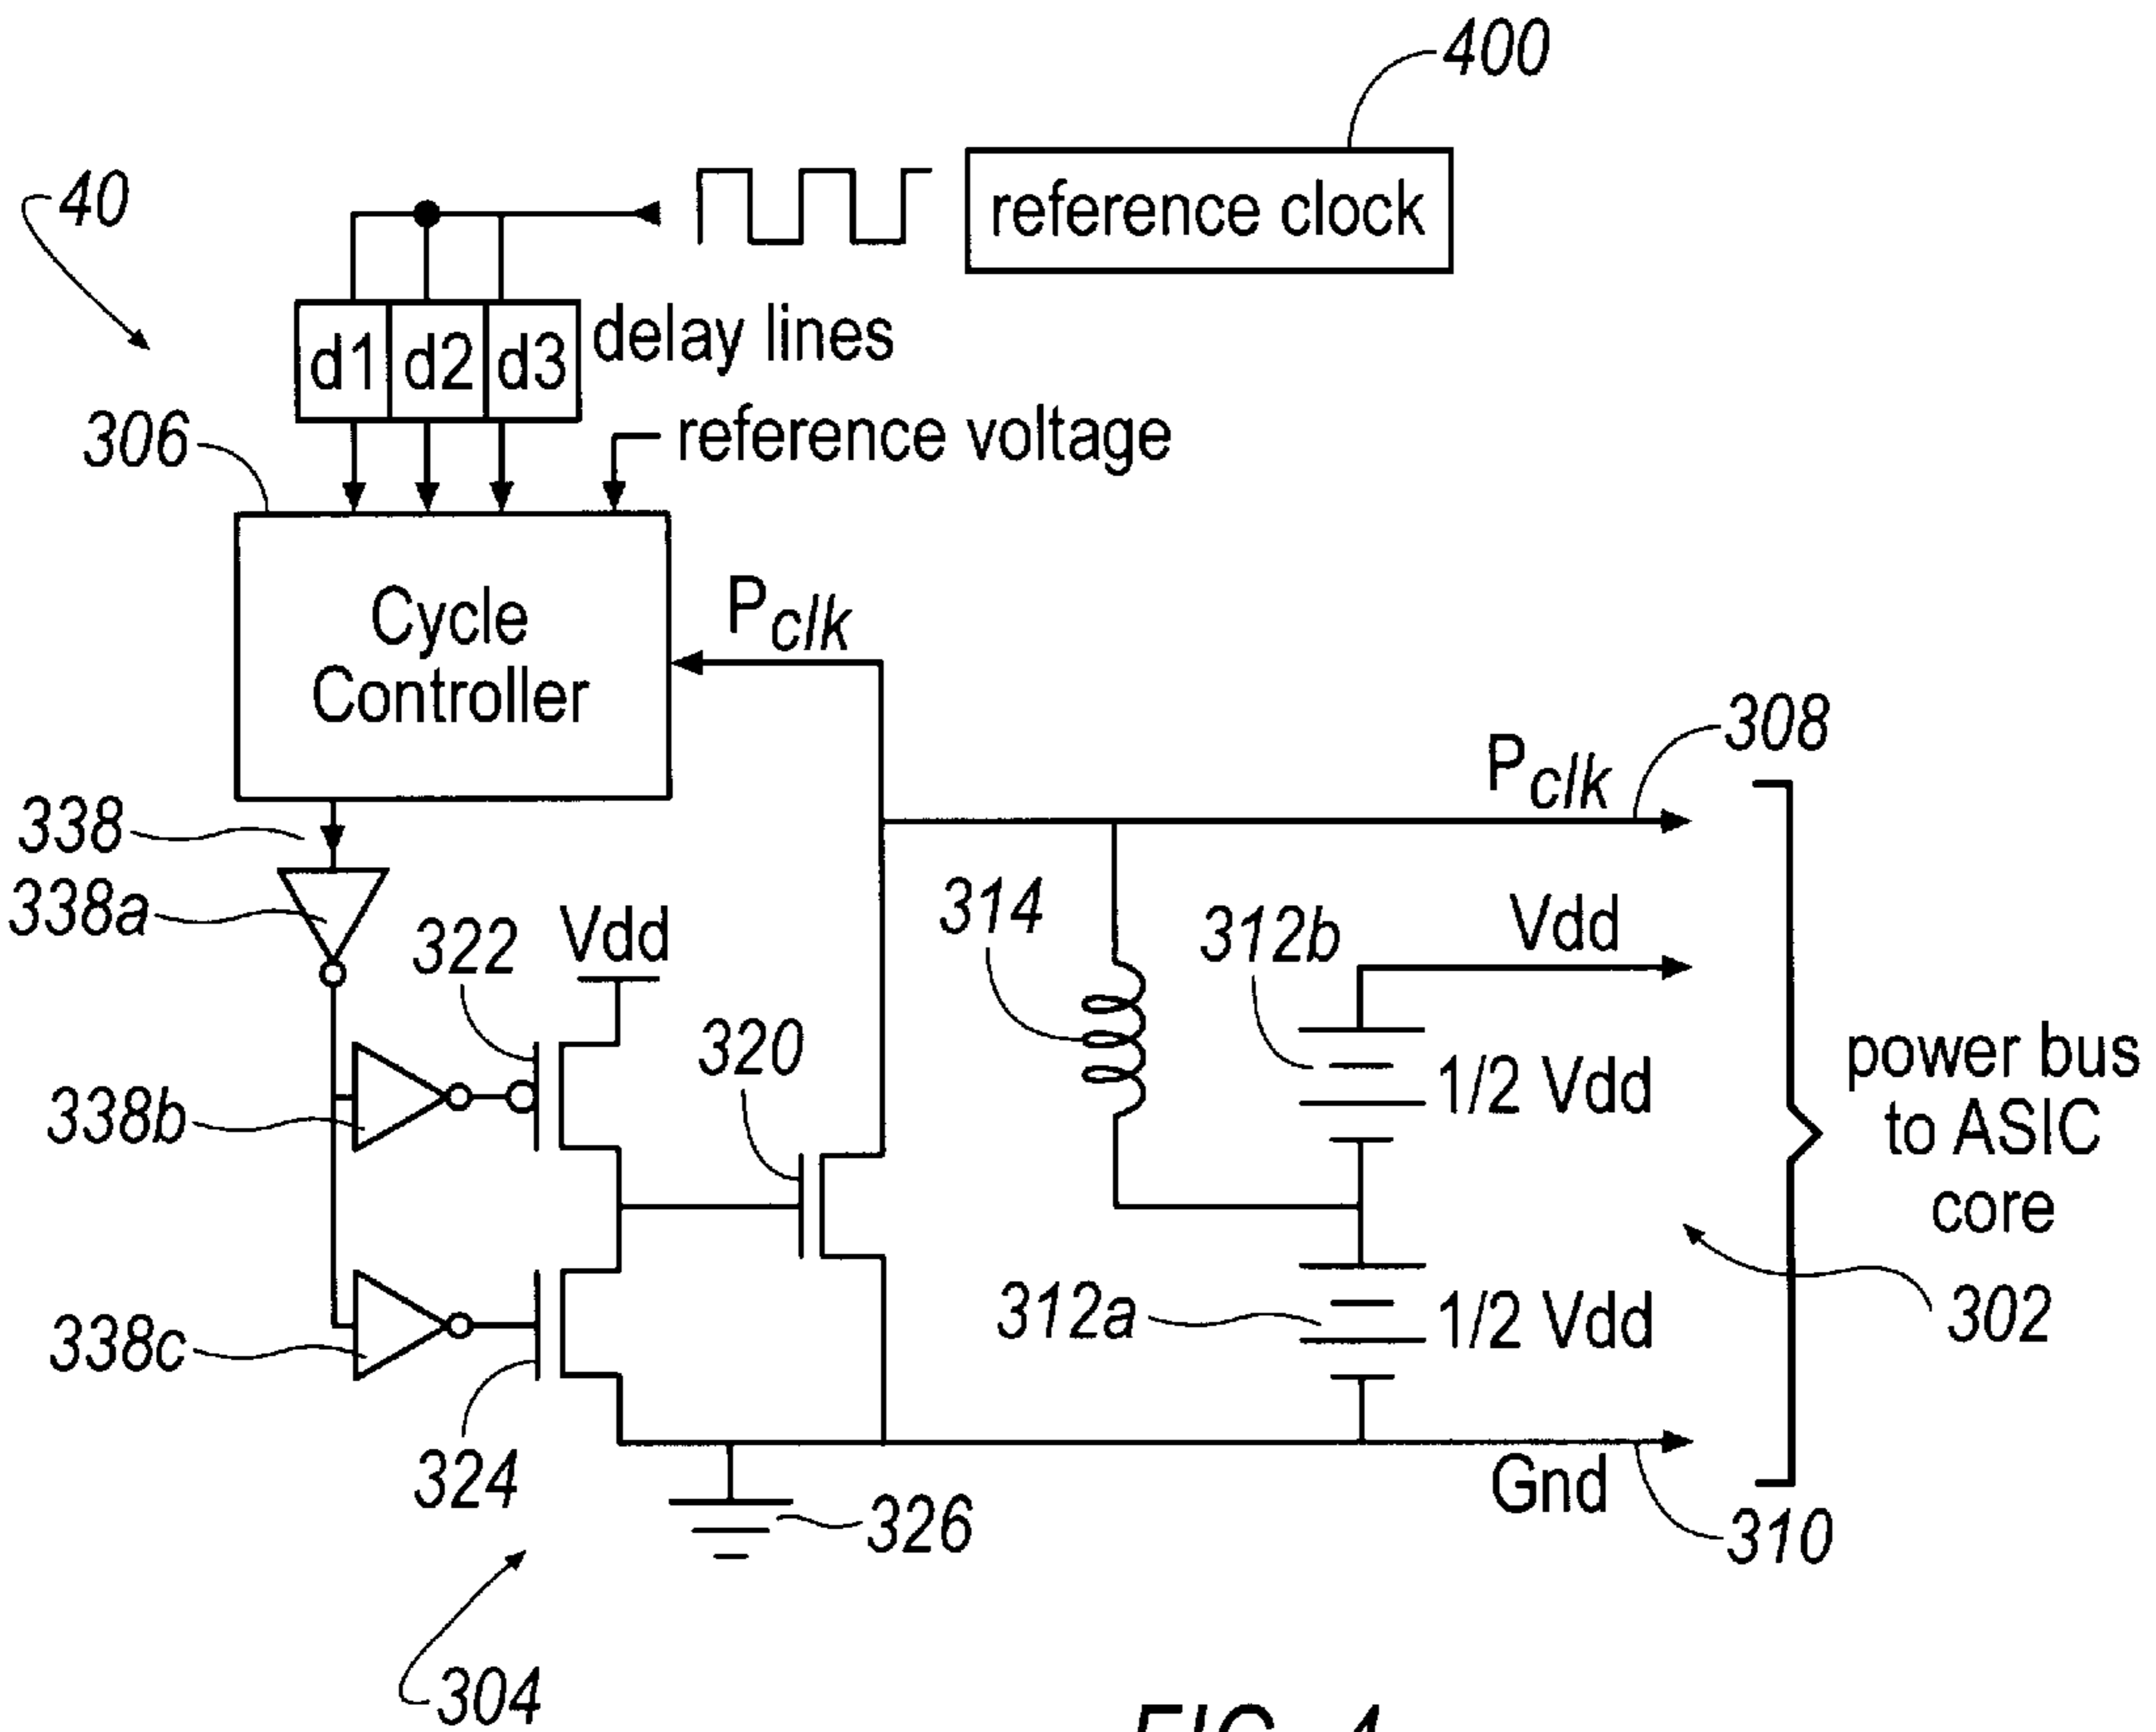 400
40
reference clock
d1 d2 d3
delay lines
306
reference voltage
Cycle
Controller
Pclk
308
Pclk
338
338a
322
Vdd
314
312b
Vdd
320
1/2 Vdd
power bus
to ASIC
core
338b
338c
312a
1/2 Vdd
302
324
326
Gnd
310
304